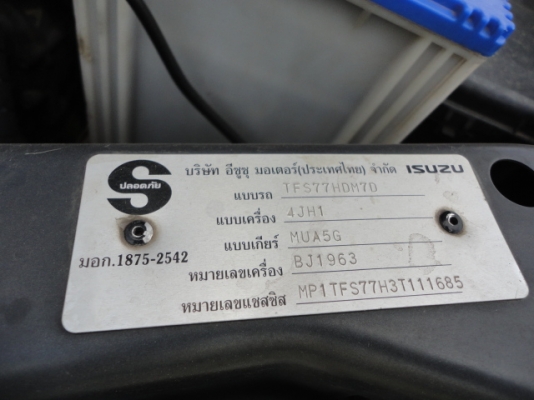 บริษัท อีซูซุ มอเตอร์(ประเทศไทย) จำกัด ISUZU
ปลอดภัย
แบบรถ TFS77HDM7D
แบบเครื่อง 4JH1
แบบเกียร์ MUA5G
มอก.1875-2542
หมายเลขเครื่อง BJ1963
หมายเลขแชสซิส MP1TFS77H3T111685